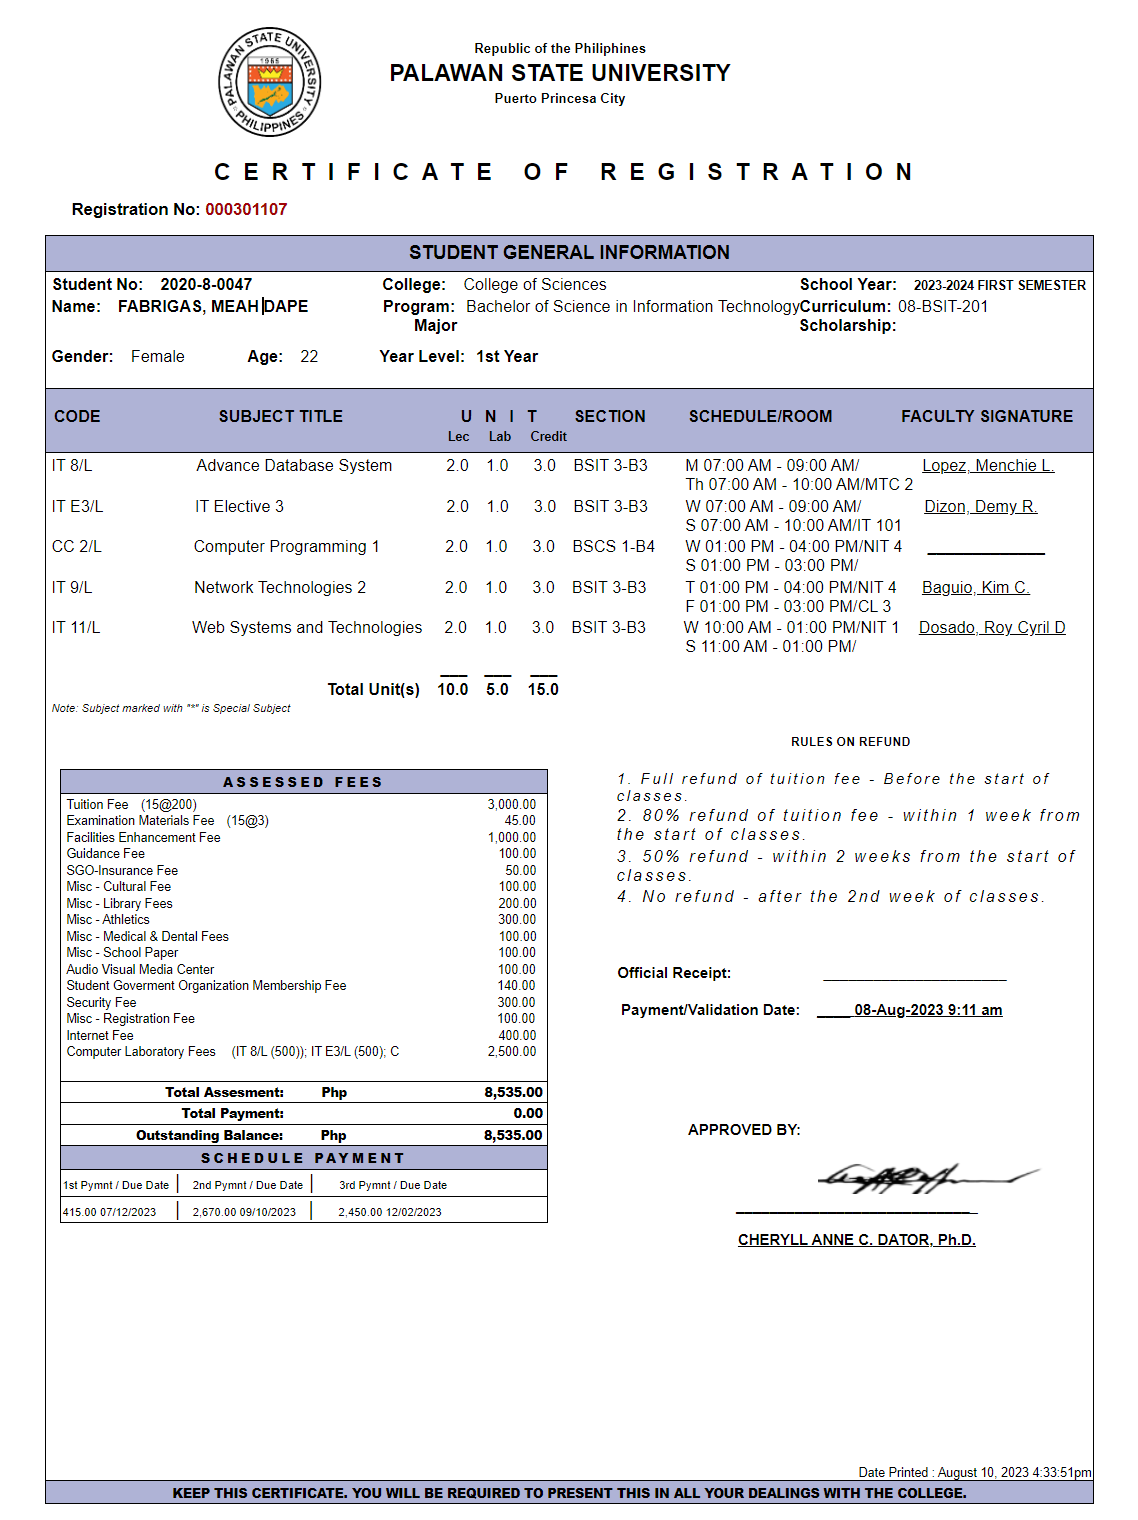 PALAWAN STATE UNIVERSITY
1965
PHILIPPINES
Republic of the Philippines
PALAWAN STATE UNIVERSITY
Puerto Princesa City
CERTIFICATE OF REGISTRATION
Registration No: 000301107
STUDENT GENERAL INFORMATION
Student No: 2020-8-0047 College: College of Sciences School Year: 2023-2024 FIRST SEMESTER
Name: FABRIGAS, MEAH DAPE Program: Bachelor of Science in Information Technology Curriculum: 08-BSIT-201
Major Scholarship:
Gender: Female Age: 22 Year Level: 1st Year
CODE SUBJECT TITLE UNIT SECTION SCHEDULE/ROOM FACULTY SIGNATURE
Lec Lab Credit
IT 8/L Advance Database System 2.0 1.0 3.0 BSIT 3-B3 M 07:00 AM - 09:00 AM/ Lopez, Menchie L.
Th 07:00 AM - 10:00 AM/MTC 2
IT E3/L IT Elective 3 2.0 1.0 3.0 BSIT 3-B3 W 07:00 AM - 09:00 AM/ Dizon, Demy R.
S 07:00 AM - 10:00 AM/IT 101
CC 2/L Computer Programming 1 2.0 1.0 3.0 BSCS 1-B4 W 01:00 PM - 04:00 PM/NIT 4
S 01:00 PM - 03:00 PM/
IT 9/L Network Technologies 2 2.0 1.0 3.0 BSIT 3-B3 T 01:00 PM - 04:00 PM/NIT 4 Baguio, Kim C.
F 01:00 PM - 03:00 PM/CL 3
IT 11/L Web Systems and Technologies 2.0 1.0 3.0 BSIT 3-B3 W 10:00 AM - 01:00 PM/NIT 1 Dosado, Roy Cyril D
S 11:00 AM - 01:00 PM/
Total Unit(s) 10.0 5.0 15.0
Note: Subject marked with "*" is Special Subject
ASSESSED FEES
Tuition Fee (15@200) 3,000.00
Examination Materials Fee (15@3) 45.00
Facilities Enhancement Fee 1,000.00
Guidance Fee 100.00
SGO-Insurance Fee 50.00
Misc - Cultural Fee 100.00
Misc - Library Fees 200.00
Misc - Athletics 300.00
Misc - Medical & Dental Fees 100.00
Misc - School Paper 100.00
Audio Visual Media Center 100.00
Student Goverment Organization Membership Fee 140.00
Security Fee 300.00
Misc - Registration Fee 100.00
Internet Fee 400.00
Computer Laboratory Fees (IT 8/L (500)); IT E3/L (500); C 2,500.00
Total Assesment: Php 8,535.00
Total Payment: 0.00
Outstanding Balance: Php 8,535.00
SCHEDULE PAYMENT
1st Pymnt / Due Date 2nd Pymnt / Due Date 3rd Pymnt / Due Date
415.00 07/12/2023 2,670.00 09/10/2023 2,450.00 12/02/2023
RULES ON REFUND
1. Full refund of tuition fee - Before the start of
classes.
2. 80% refund of tuition fee - within 1 week from
the start of classes.
3. 50% refund - within 2 weeks from the start of
classes.
4. No refund - after the 2nd week of classes.
Official Receipt:
Payment/Validation Date: 08-Aug-2023 9:11 am
APPROVED BY:
CHERYLL ANNE C. DATOR, Ph.D.
Date Printed : August 10, 2023 4:33:51pm
KEEP THIS CERTIFICATE. YOU WILL BE REQUIRED TO PRESENT THIS IN ALL YOUR DEALINGS WITH THE COLLEGE.